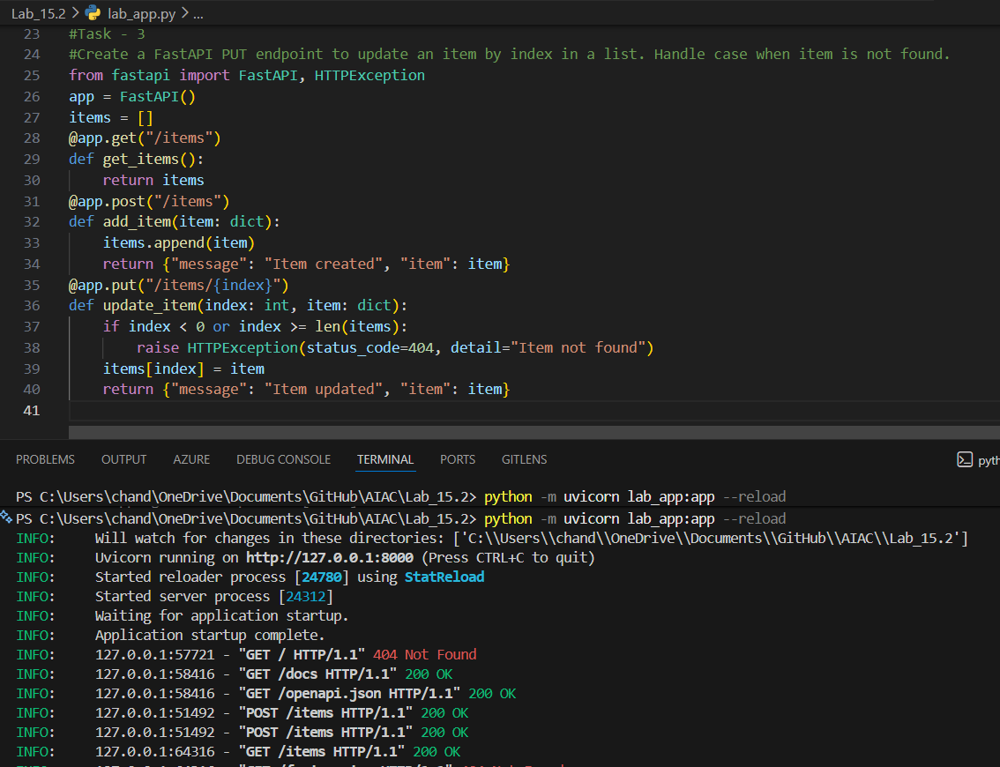 Lab_15.2 > lab_app.py > ...
23 #Task - 3
24 #Create a FastAPI PUT endpoint to update an item by index in a list. Handle case when item is not found.
25 from fastapi import FastAPI, HTTPException
26 app = FastAPI()
27 items = []
28 @app.get("/items")
29 def get_items():
30     return items
31 @app.post("/items")
32 def add_item(item: dict):
33     items.append(item)
34     return {"message": "Item created", "item": item}
35 @app.put("/items/{index}")
36 def update_item(index: int, item: dict):
37     if index < 0 or index >= len(items):
38         raise HTTPException(status_code=404, detail="Item not found")
39     items[index] = item
40     return {"message": "Item updated", "item": item}
41
PROBLEMS OUTPUT AZURE DEBUG CONSOLE TERMINAL PORTS GITLENS pyth
PS C:\Users\chand\OneDrive\Documents\GitHub\AIAC\Lab_15.2> python -m uvicorn lab_app:app --reload
PS C:\Users\chand\OneDrive\Documents\GitHub\AIAC\Lab_15.2> python -m uvicorn lab_app:app --reload
INFO: Will watch for changes in these directories: ['C:\\Users\\chand\\OneDrive\\Documents\\GitHub\\AIAC\\Lab_15.2']
INFO: Uvicorn running on http://127.0.0.1:8000 (Press CTRL+C to quit)
INFO: Started reloader process [24780] using StatReload
INFO: Started server process [24312]
INFO: Waiting for application startup.
INFO: Application startup complete.
INFO: 127.0.0.1:57721 - "GET / HTTP/1.1" 404 Not Found
INFO: 127.0.0.1:58416 - "GET /docs HTTP/1.1" 200 OK
INFO: 127.0.0.1:58416 - "GET /openapi.json HTTP/1.1" 200 OK
INFO: 127.0.0.1:51492 - "POST /items HTTP/1.1" 200 OK
INFO: 127.0.0.1:51492 - "POST /items HTTP/1.1" 200 OK
INFO: 127.0.0.1:64316 - "GET /items HTTP/1.1" 200 OK